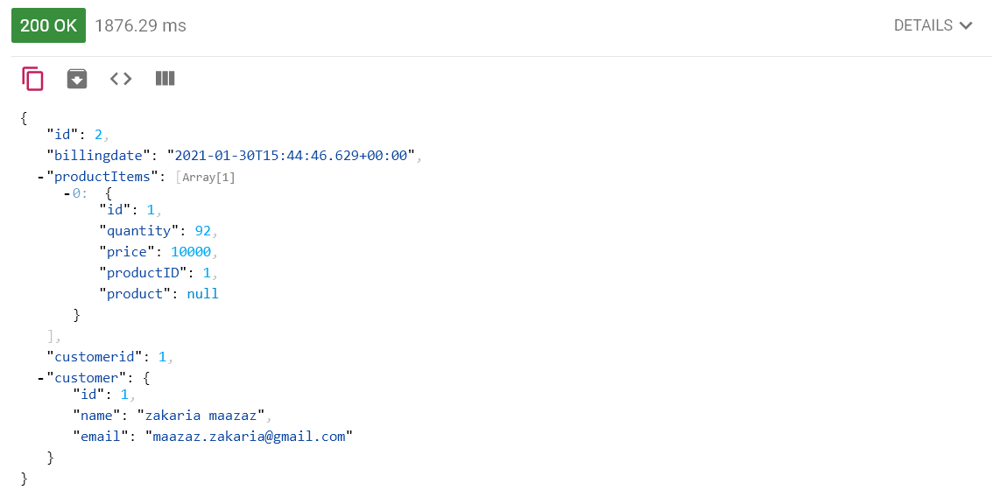 200 OK 1876.29 ms DETAILS
{
"id": 2,
"billingdate": "2021-01-30T15:44:46.629+00:00",
-"productItems": [Array[1]
-0: {
"id": 1,
"quantity": 92,
"price": 10000,
"productID": 1,
"product": null
}
],
"customerid": 1,
-"customer": {
"id": 1,
"name": "zakaria maazaz",
"email": "maazaz.zakaria@gmail.com"
}
}